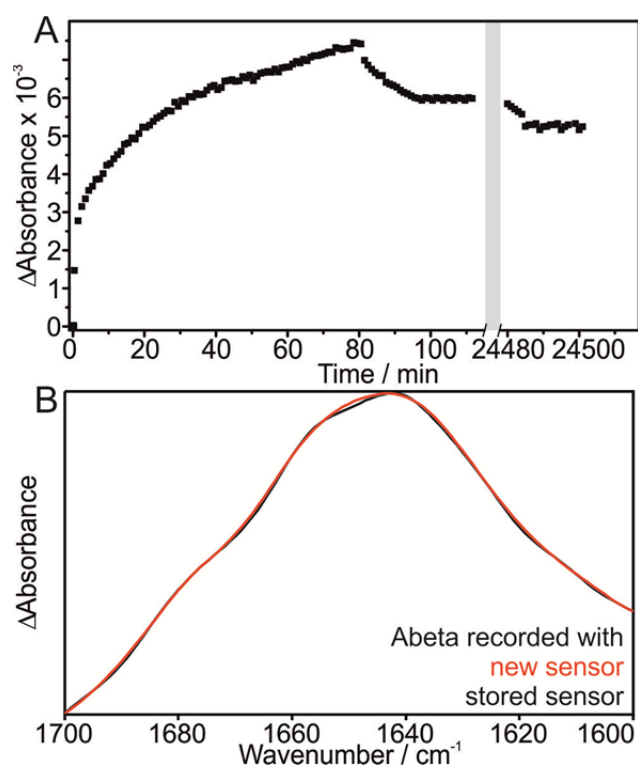 A
ΔAbsorbance x 10-3
6
5
4
3
2
1
0
0 20 40 60 80 100 24480 24500
Time / min
B
ΔAbsorbance
Abeta recorded with
new sensor
stored sensor
1700 1680 1660 1640 1620 1600
Wavenumber / cm-1